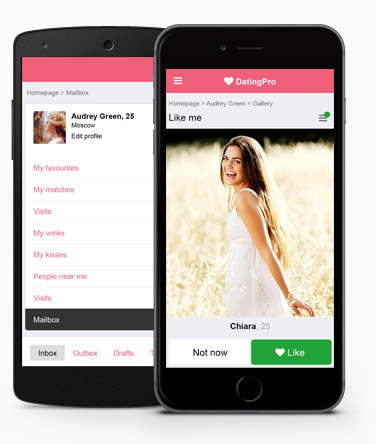 Homepage > Mailbox
Audrey Green, 25
Moscow
Edit profile
My favourites
My matches
Visits
My winks
My kisses
People near me
Visits
Mailbox
Inbox Outbox Drafts
DatingPro
Homepage > Audrey Green > Gallery
Like me
Chiara, 25
Not now
Like